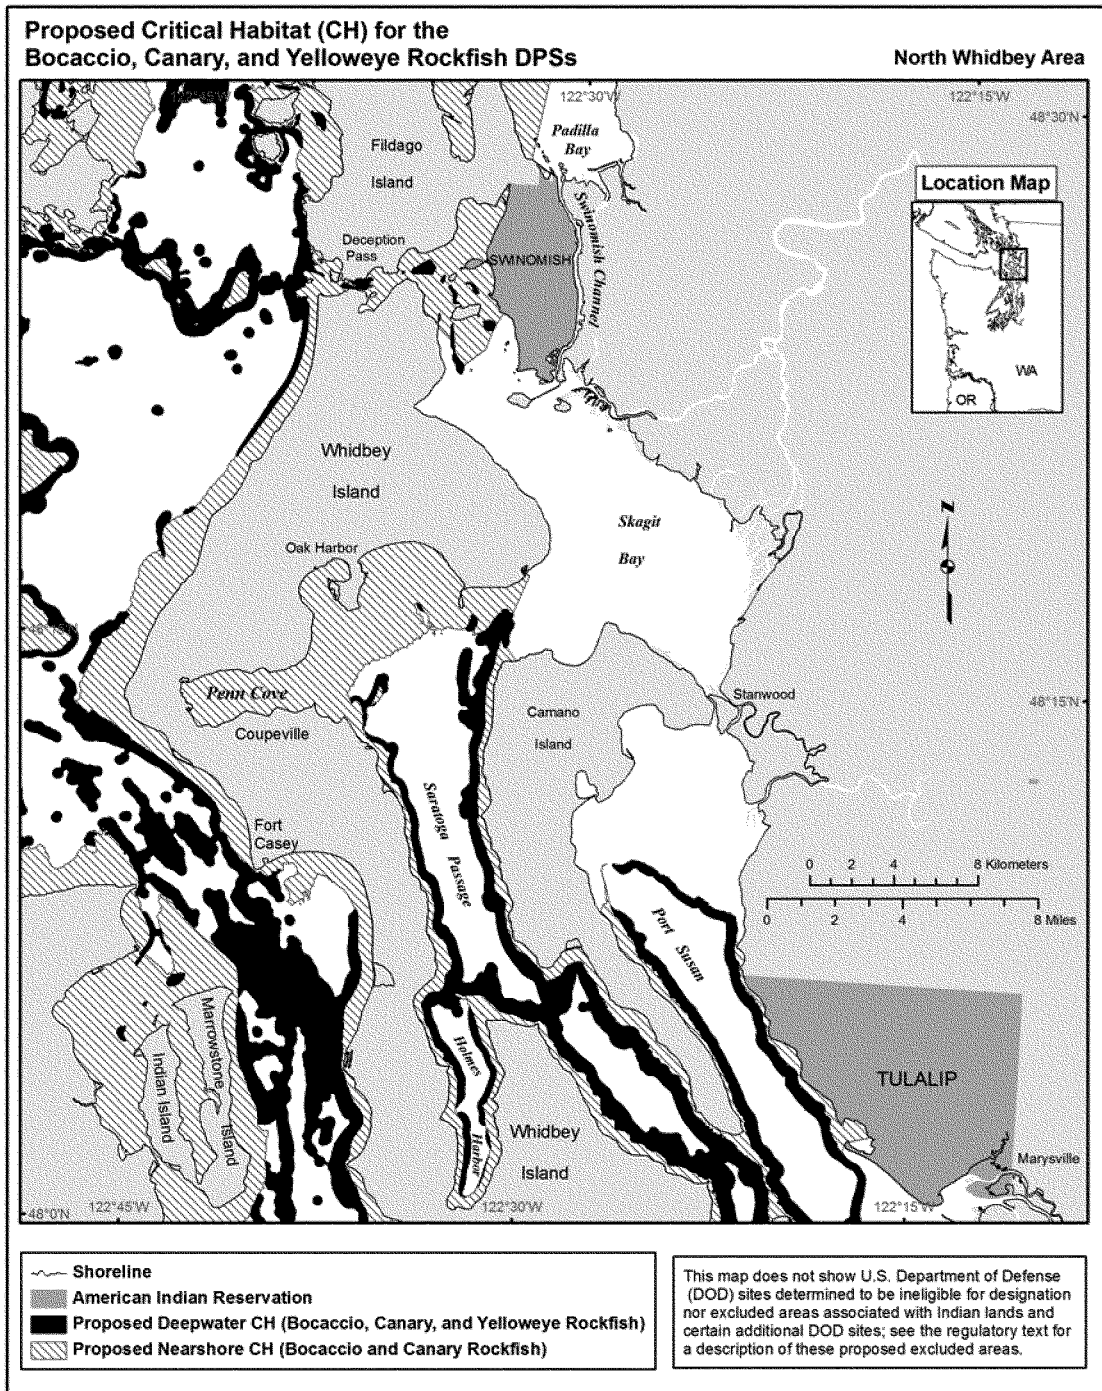 Proposed Critical Habitat (CH) for the
Bocaccio, Canary, and Yelloweye Rockfish DPSs
North Whidbey Area
122°45'W
122°30'W
122°15'W
48°30'N
Padilla
Bay
Fildago
Island
Location Map
WA
OR
Deception
Pass
SWINOMISH
Swinomish Channel
Whidbey
Island
Skagit
Bay
N
Oak Harbor
48°15'N
Penn Cove
Coupeville
Camano
Island
Stanwood
48°15'N
Saratoga
Passage
Fort
Casey
0 2 4 8 Kilometers
0 2 4 8 Miles
Port
Susan
Marrowstone
Island
Indian Island
Holmes
Harbor
TULALIP
Whidbey
Island
Marysville
48°0'N
122°45'W
122°30'W
122°15'W
Shoreline
American Indian Reservation
Proposed Deepwater CH (Bocaccio, Canary, and Yelloweye Rockfish)
Proposed Nearshore CH (Bocaccio and Canary Rockfish)
This map does not show U.S. Department of Defense
(DOD) sites determined to be ineligible for designation
nor excluded areas associated with Indian lands and
certain additional DOD sites; see the regulatory text for
a description of these proposed excluded areas.